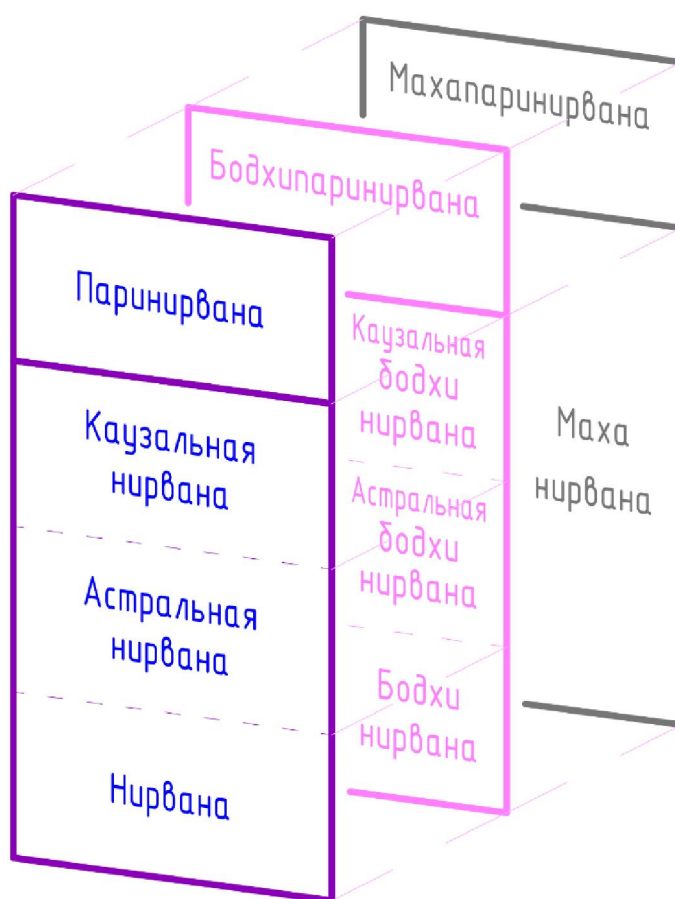 Махапаринирвана
Бодхипаринирвана
Паринирвана
Каузальная
бодхи
нирвана
Каузальная
нирвана
Маха
нирвана
Астральная
бодхи
нирвана
Астральная
нирвана
Бодхи
нирвана
Нирвана